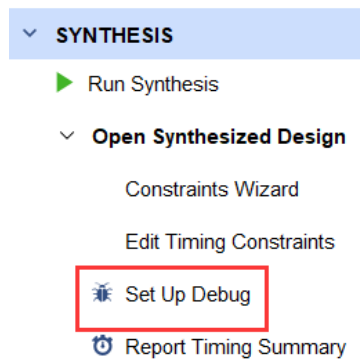 SYNTHESIS
Run Synthesis
Open Synthesized Design
Constraints Wizard
Edit Timing Constraints
Set Up Debug
Report Timing Summary